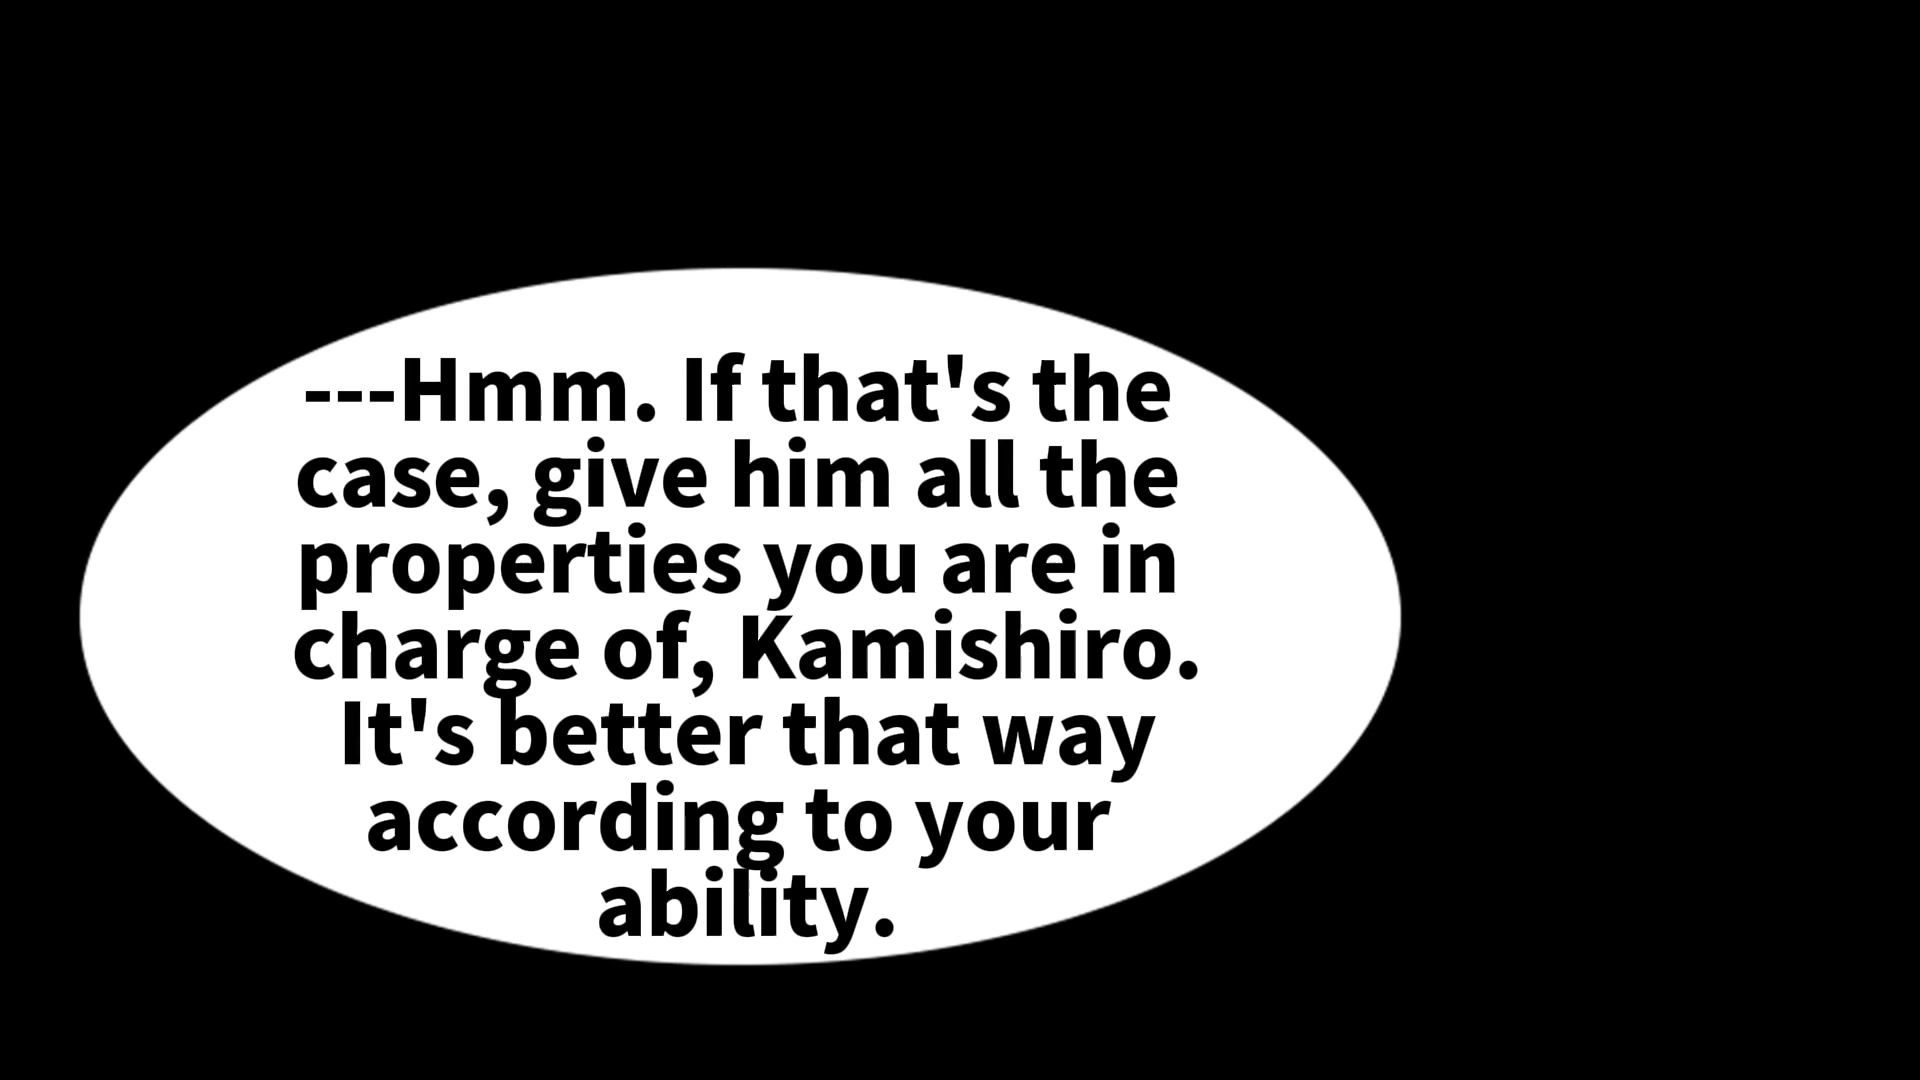 ---Hmm. If that's the
case, give him all the
properties you are in
charge of, Kamishiro.
It's better that way
according to your
ability.